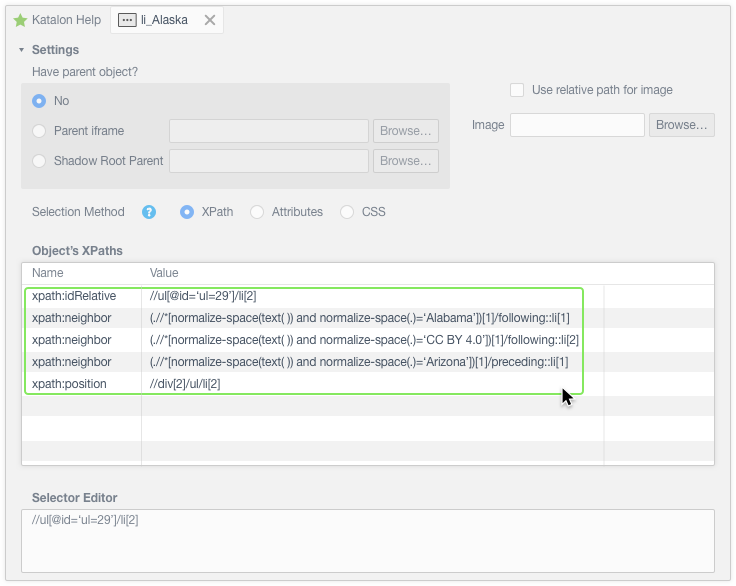 Katalon Help
li_Alaska
Settings
Have parent object?
No
Parent iframe Browse...
Shadow Root Parent Browse...
Use relative path for image
Image Browse...
Selection Method ? XPath Attributes CSS
Object's XPaths
Name Value
xpath:idRelative //ul[@id=‘ul=29’]/li[2]
xpath:neighbor (.//*[normalize-space(text( )) and normalize-space(.)=‘Alabama’])[1]/following::li[1]
xpath:neighbor (.//*[normalize-space(text( )) and normalize-space(.)=‘CC BY 4.0’])[1]/following::li[2]
xpath:neighbor (.//*[normalize-space(text( )) and normalize-space(.)=‘Arizona’])[1]/preceding::li[1]
xpath:position //div[2]/ul/li[2]
Selector Editor
//ul[@id=‘ul=29’]/li[2]